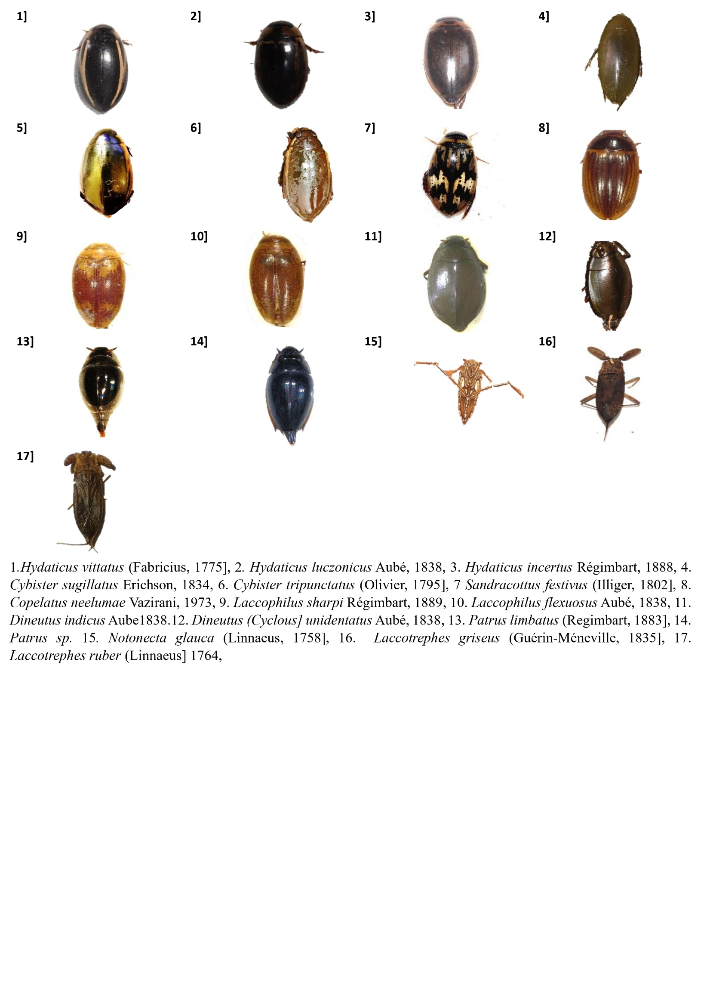 1] 2] 3] 4]
5] 6] 7] 8]
9] 10] 11] 12]
13] 14] 15] 16]
17]
1.Hydaticus vittatus (Fabricius, 1775], 2. Hydaticus luczonicus Aubé, 1838, 3. Hydaticus incertus Régimbart, 1888, 4.
Cybister sugillatus Erichson, 1834, 6. Cybister tripunctatus (Olivier, 1795], 7 Sandracottus festivus (Illiger, 1802], 8.
Copelatus neelumae Vazirani, 1973, 9. Laccophilus sharpi Régimbart, 1889, 10. Laccophilus flexuosus Aubé, 1838, 11.
Dineutus indicus Aube1838.12. Dineutus (Cyclous] unidentatus Aubé, 1838, 13. Patrus limbatus (Regimbart, 1883], 14.
Patrus sp. 15. Notonecta glauca (Linnaeus, 1758], 16. Laccotrephes griseus (Guérin-Méneville, 1835], 17.
Laccotrephes ruber (Linnaeus] 1764,